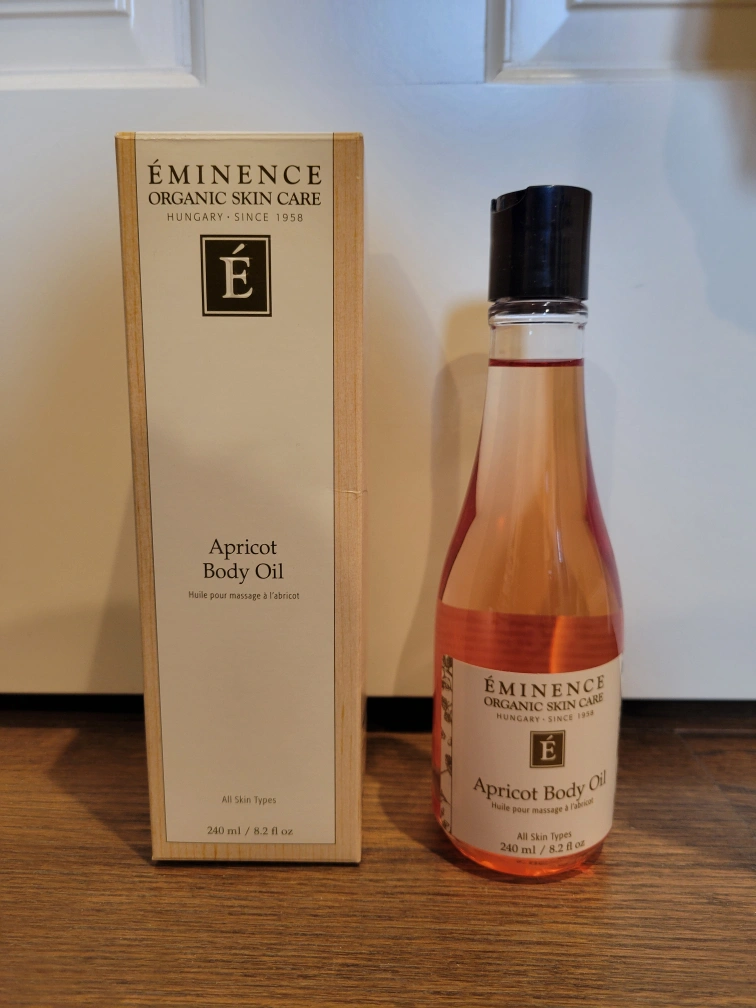 ÉMINENCE
ORGANIC SKIN CARE
HUNGARY · SINCE 1958
É
Apricot
Body Oil
Huile pour massage à l'abricot
All Skin Types
240 ml / 8.2 fl oz
ÉMINENCE
ORGANIC SKIN CARE
HUNGARY · SINCE 1958
É
Apricot Body Oil
Huile pour massage à l'abricot
All Skin Types
240 ml / 8.2 fl oz